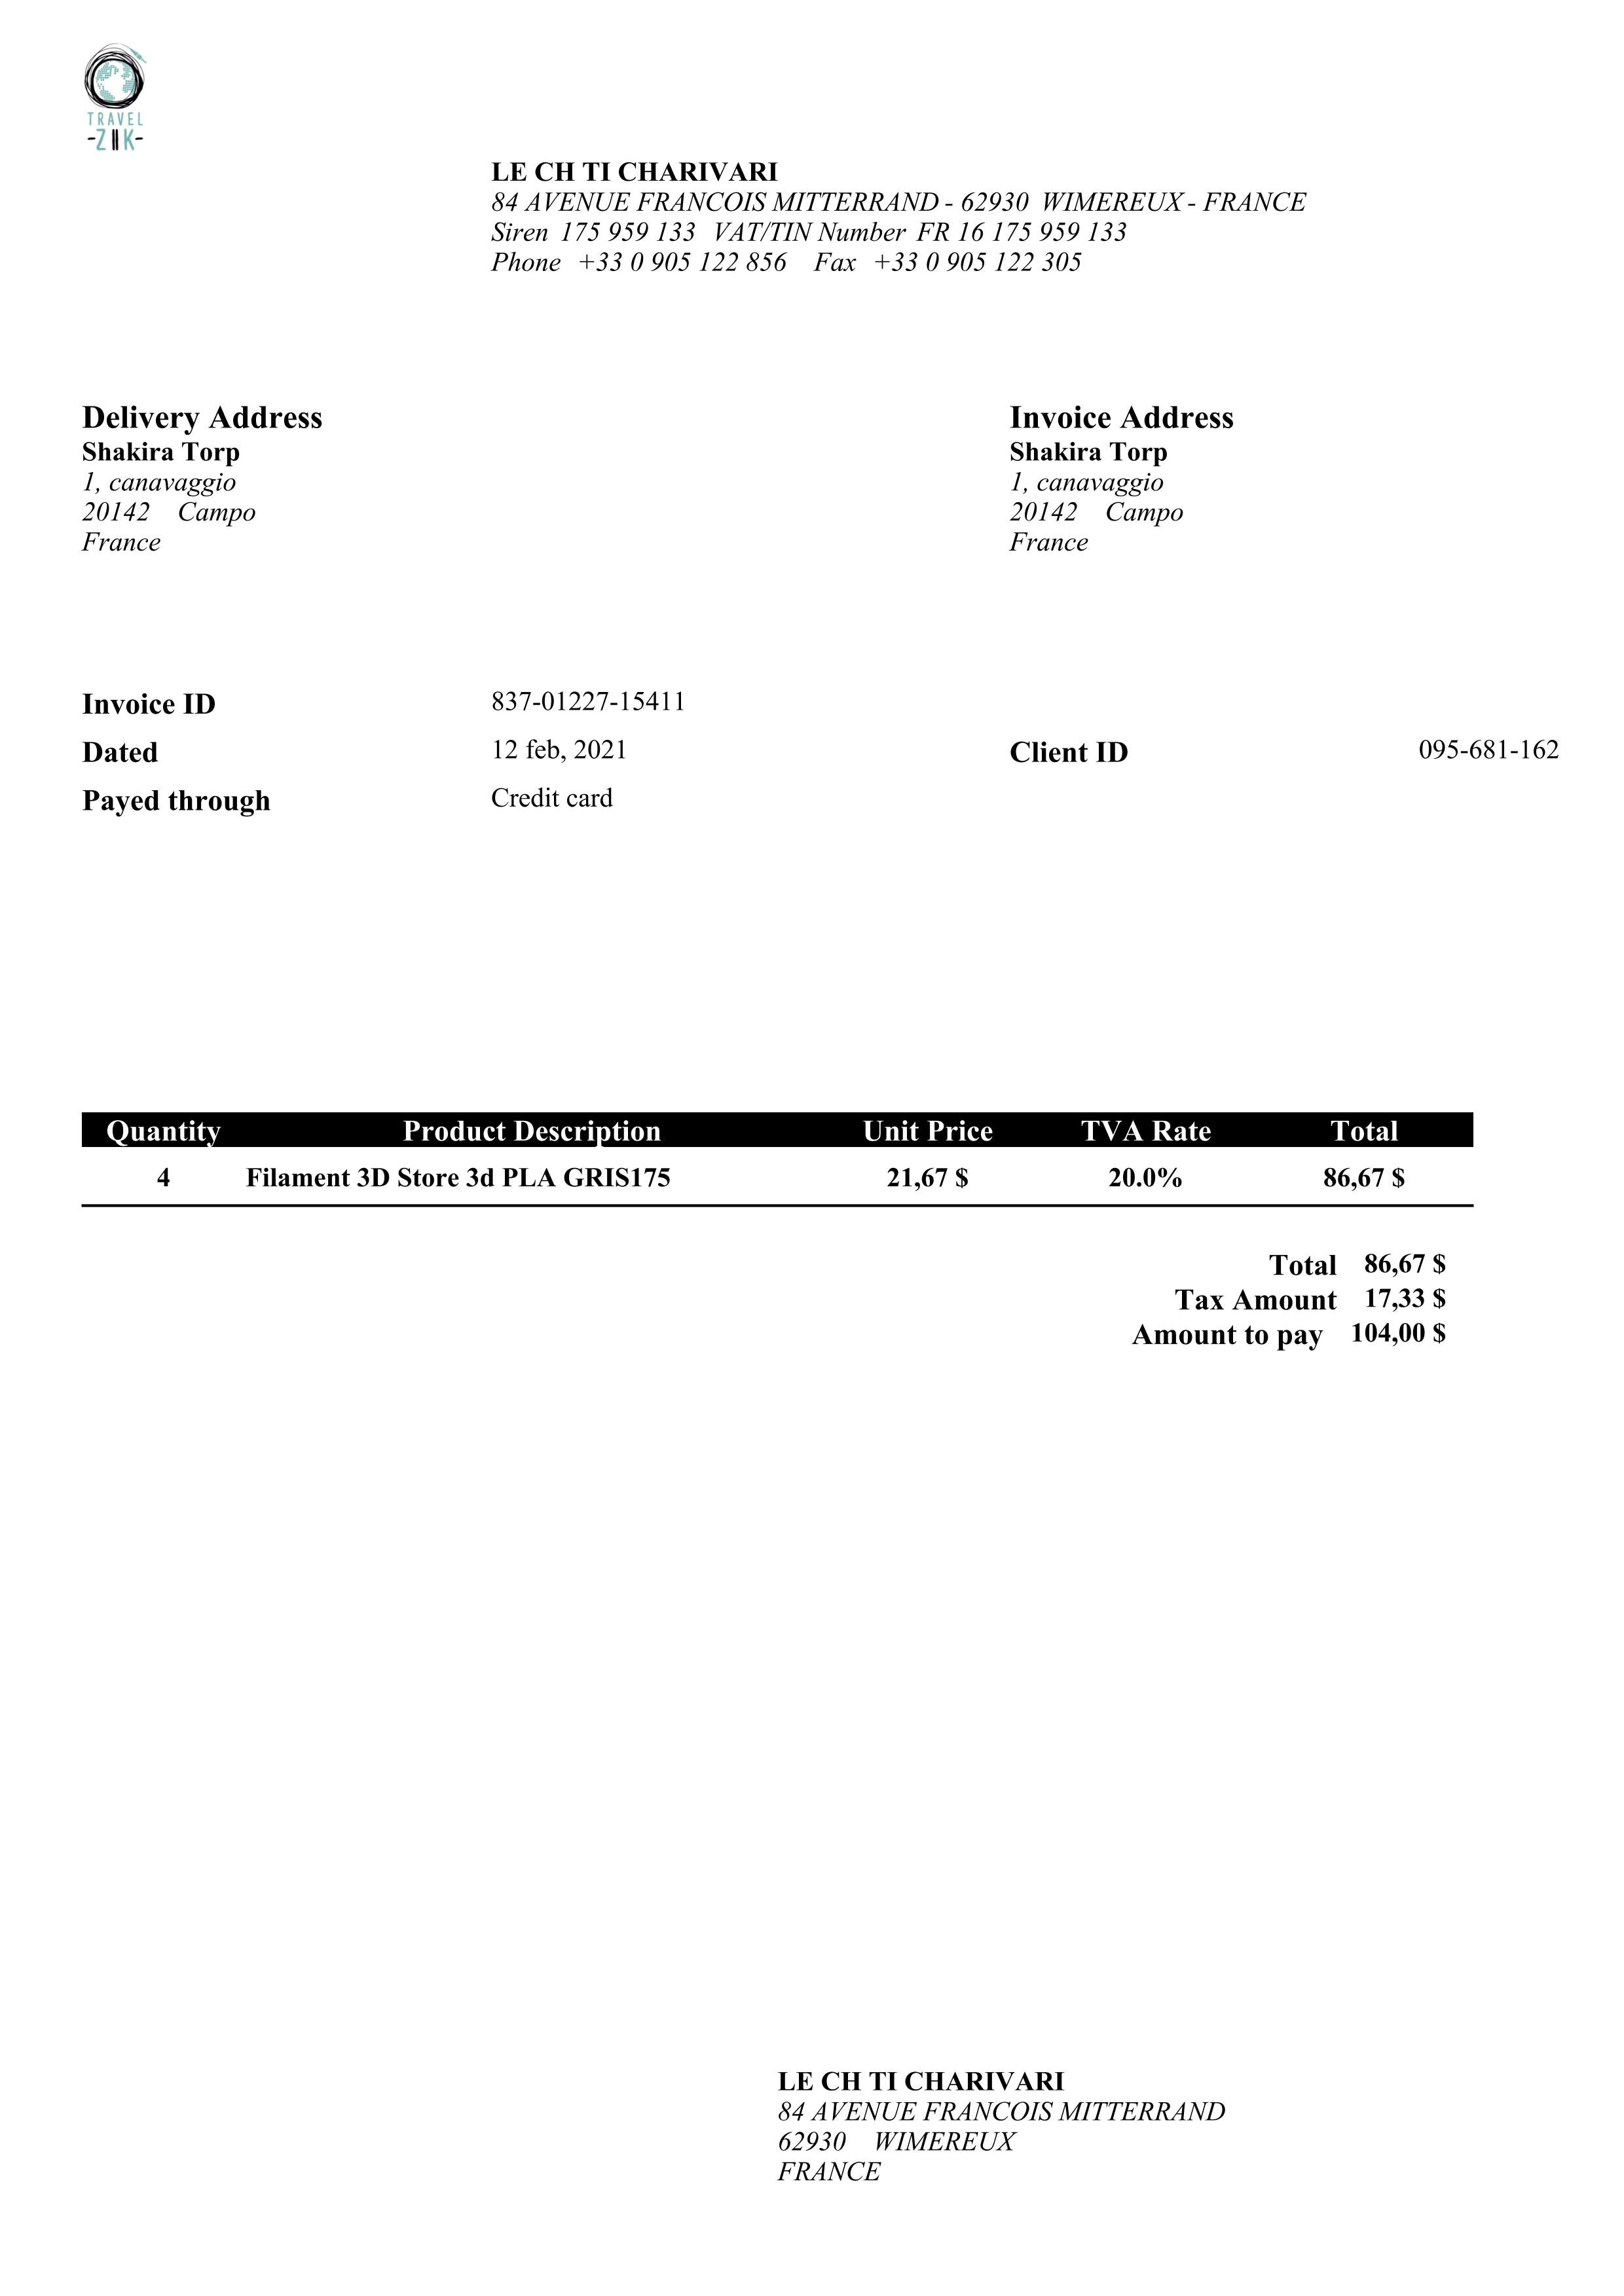 TRAVEL
-ZIIK-
LE CH TI CHARIVARI
84 AVENUE FRANCOIS MITTERRAND - 62930 WIMEREUX - FRANCE
Siren 175 959 133 VAT/TIN Number FR 16 175 959 133
Phone +33 0 905 122 856 Fax +33 0 905 122 305
Delivery Address
Shakira Torp
1, canavaggio
20142 Campo
France
Invoice Address
Shakira Torp
1, canavaggio
20142 Campo
France
Invoice ID 837-01227-15411
Dated 12 feb, 2021 Client ID 095-681-162
Payed through Credit card
Quantity Product Description Unit Price TVA Rate Total
4 Filament 3D Store 3d PLA GRIS175 21,67 $ 20.0% 86,67 $
Total 86,67 $
Tax Amount 17,33 $
Amount to pay 104,00 $
LE CH TI CHARIVARI
84 AVENUE FRANCOIS MITTERRAND
62930 WIMEREUX
FRANCE